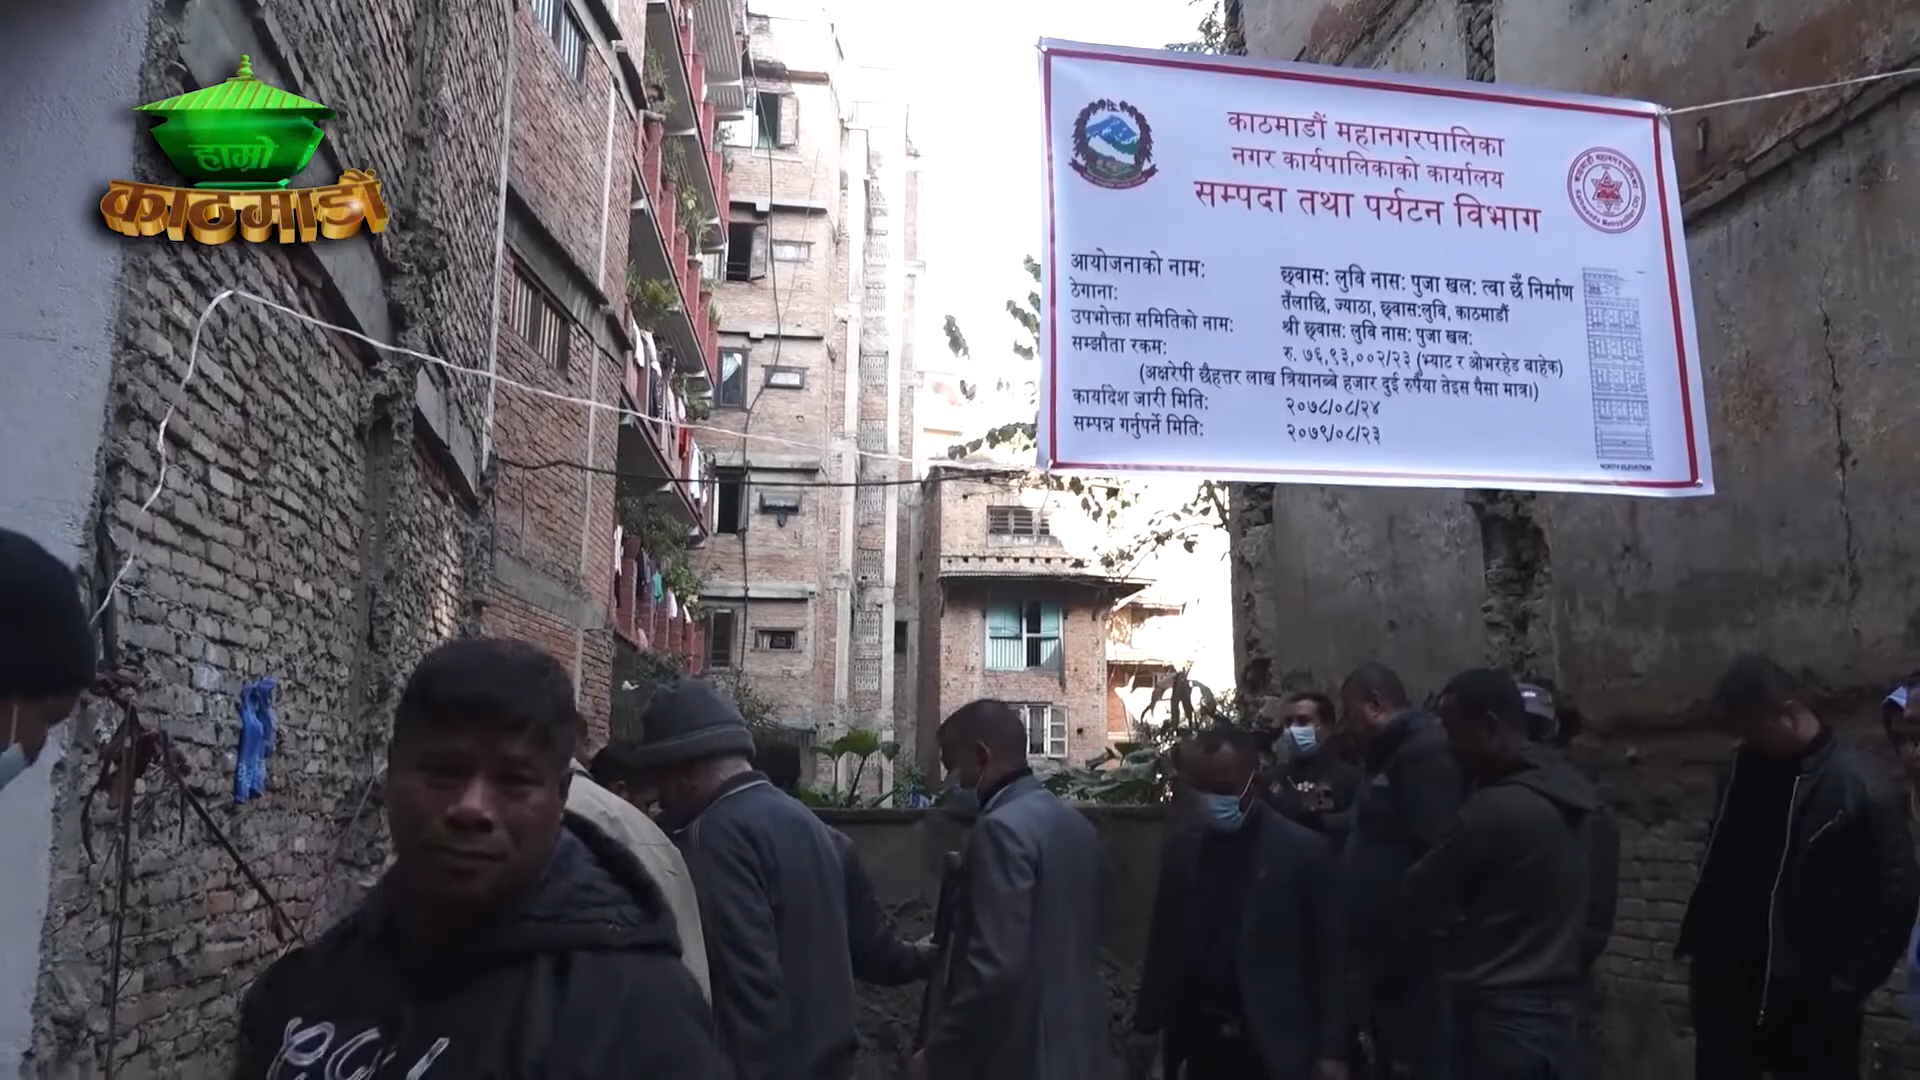 हाम्रो
काठमाडौं
काठमाडौं महानगरपालिका
नगर कार्यपालिकाको कार्यालय
सम्पदा तथा पर्यटन विभाग
आयोजनाको नाम: छ्वास: लुवि नास: पुजा खल: त्वा छेँ निर्माण
ठेगाना: तँलाछि, ज्याठा, छ्वास:लुवि, काठमाडौं
उपभोक्ता समितिको नाम: श्री छ्वास: लुवि नास: पुजा खल:
सम्झौता रकम: रु. ७६,९३,००२/२३ (भ्याट र ओभरहेड बाहेक)
(अक्षरेपी छैहत्तर लाख त्रियानब्बे हजार दुई रुपैंया तेइस पैसा मात्र।)
कार्यादेश जारी मिति: २०७८/०८/२४
सम्पन्न गर्नुपर्ने मिति: २०७९/०८/२३
NORTH ELEVATION